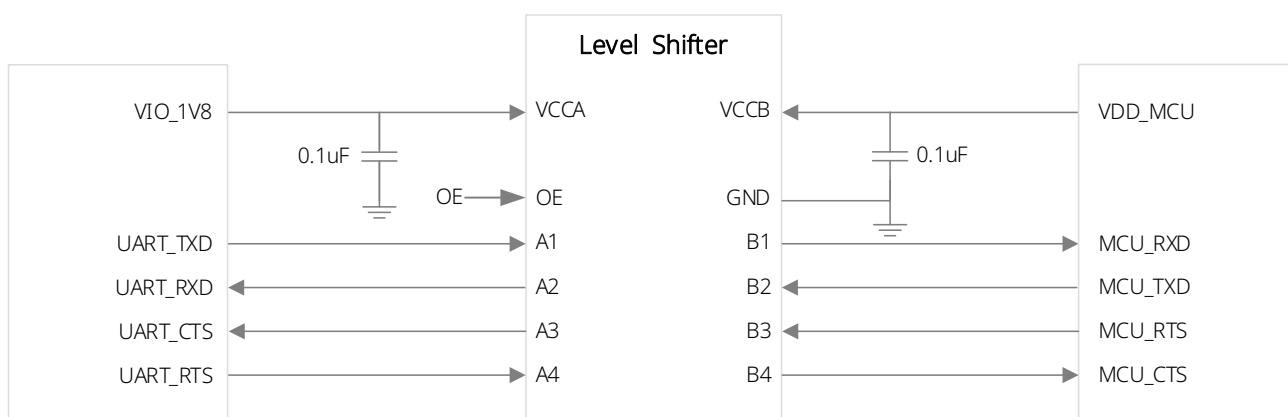 Level Shifter
VIO_1V8 VCCA VCCB VDD_MCU
0.1uF 0.1uF
OE OE GND
UART_TXD A1 B1 MCU_RXD
UART_RXD A2 B2 MCU_TXD
UART_CTS A3 B3 MCU_RTS
UART_RTS A4 B4 MCU_CTS